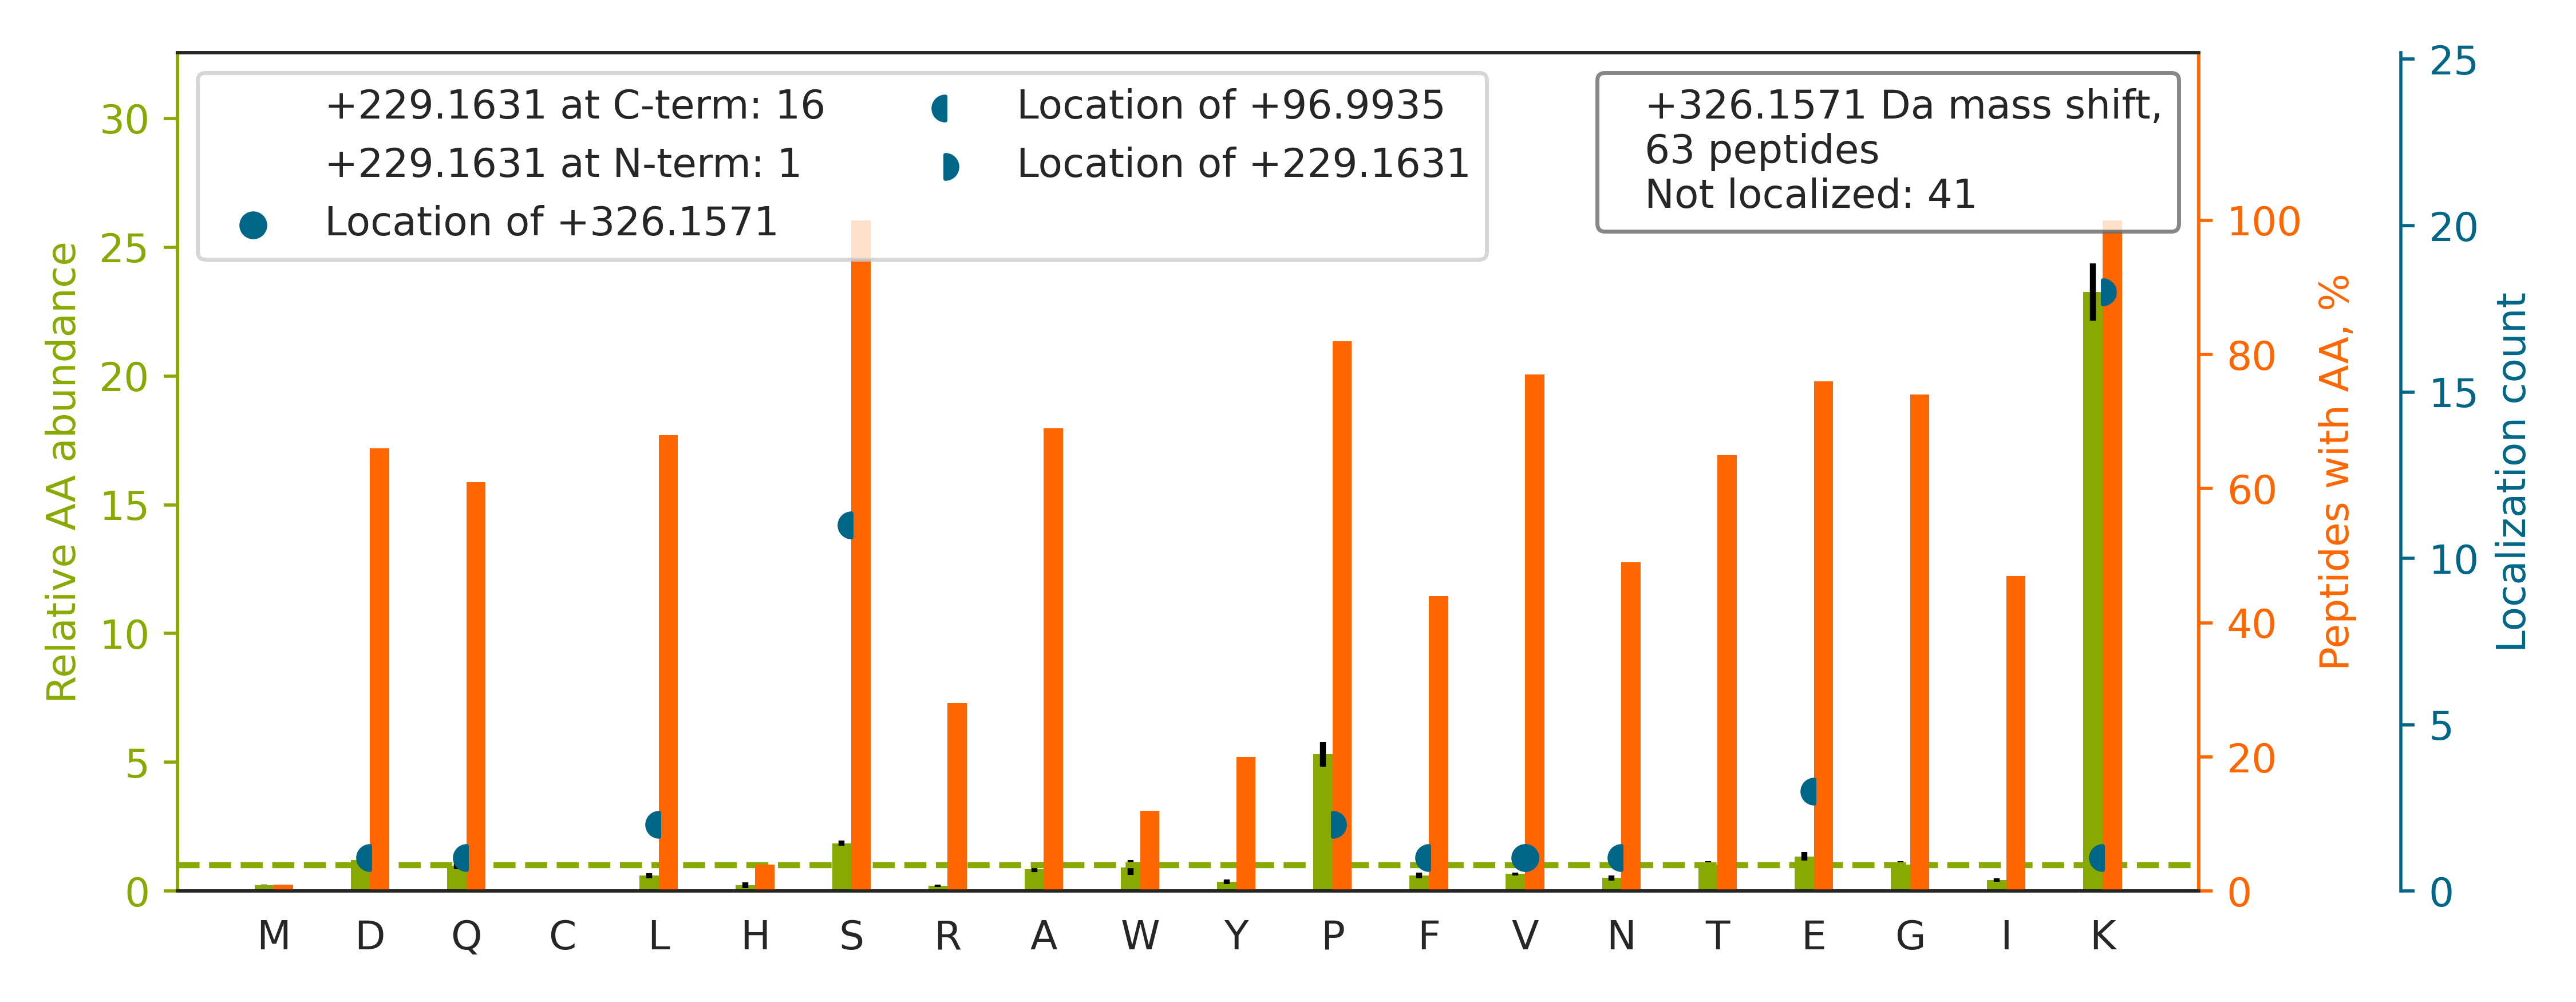 +229.1631 at C-term: 16
+229.1631 at N-term: 1
Location of +326.1571
Location of +96.9935
Location of +229.1631
+326.1571 Da mass shift,
63 peptides
Not localized: 41
Relative AA abundance
30
25
20
15
10
5
0
Peptides with AA, %
100
80
60
40
20
0
Localization count
25
20
15
10
5
0
M D Q C L H S R A W Y P F V N T E G I K